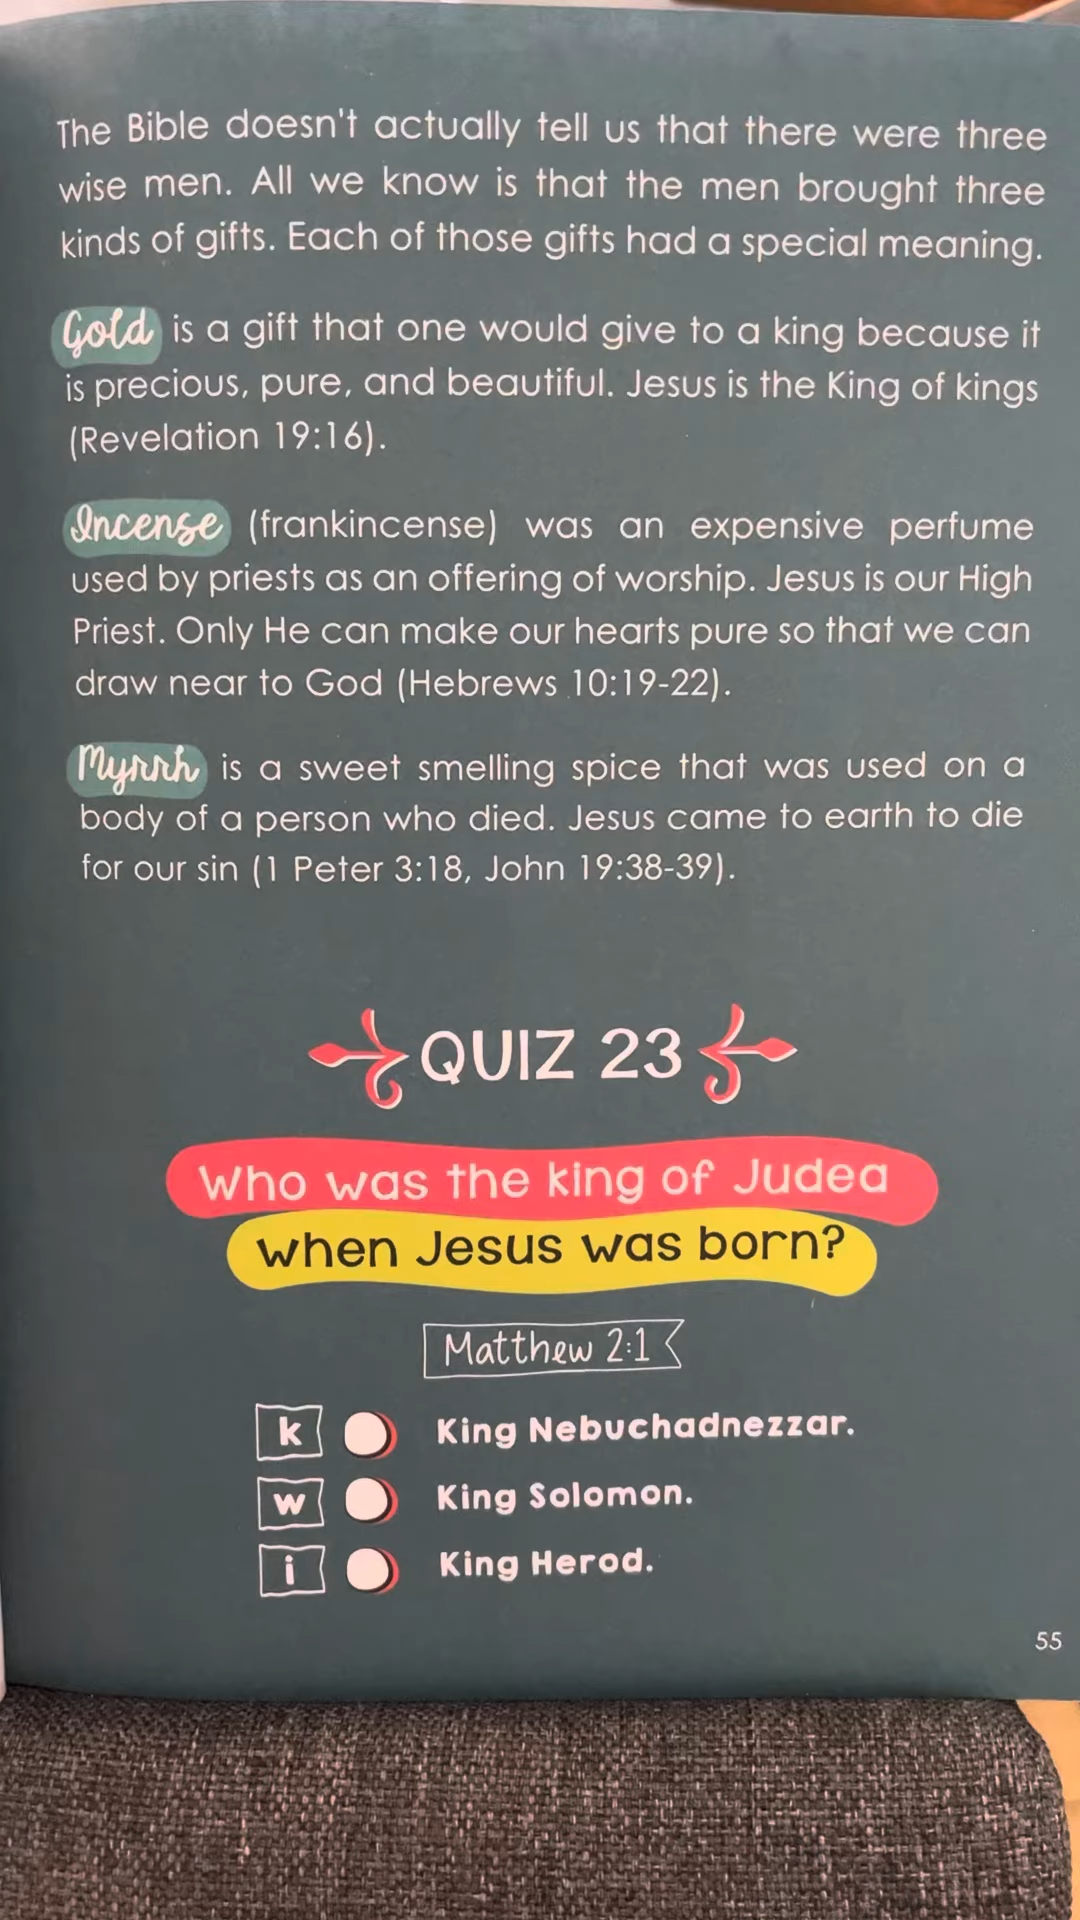 The Bible doesn't actually tell us that there were three
wise men. All we know is that the men brought three
kinds of gifts. Each of those gifts had a special meaning.
Gold is a gift that one would give to a king because it
is precious, pure, and beautiful. Jesus is the King of kings
(Revelation 19:16).
Incense (frankincense) was an expensive perfume
used by priests as an offering of worship. Jesus is our High
Priest. Only He can make our hearts pure so that we can
draw near to God (Hebrews 10:19-22).
Myrrh is a sweet smelling spice that was used on a
body of a person who died. Jesus came to earth to die
for our sin (1 Peter 3:18, John 19:38-39).
QUIZ 23
Who was the king of Judea
when Jesus was born?
Matthew 2:1
k King Nebuchadnezzar.
w King Solomon.
i King Herod.
55